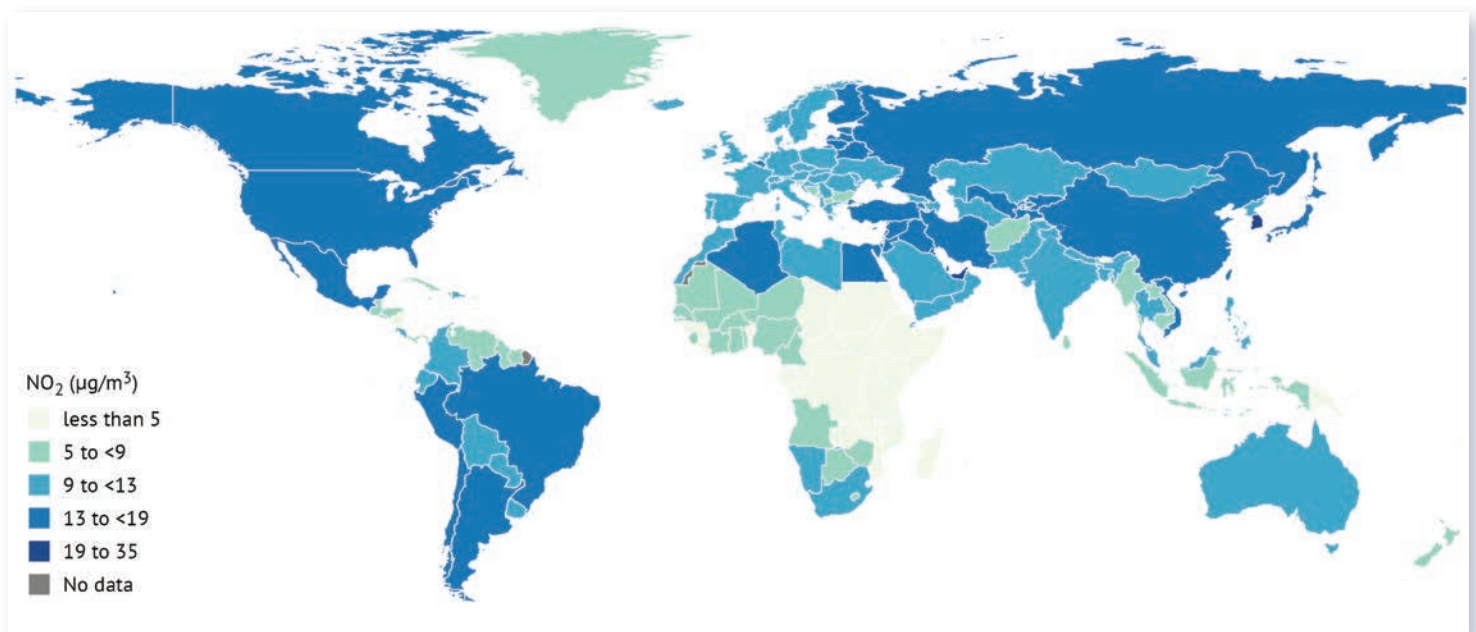 NO₂ (µg/m³)
less than 5
5 to <9
9 to <13
13 to <19
19 to 35
No data